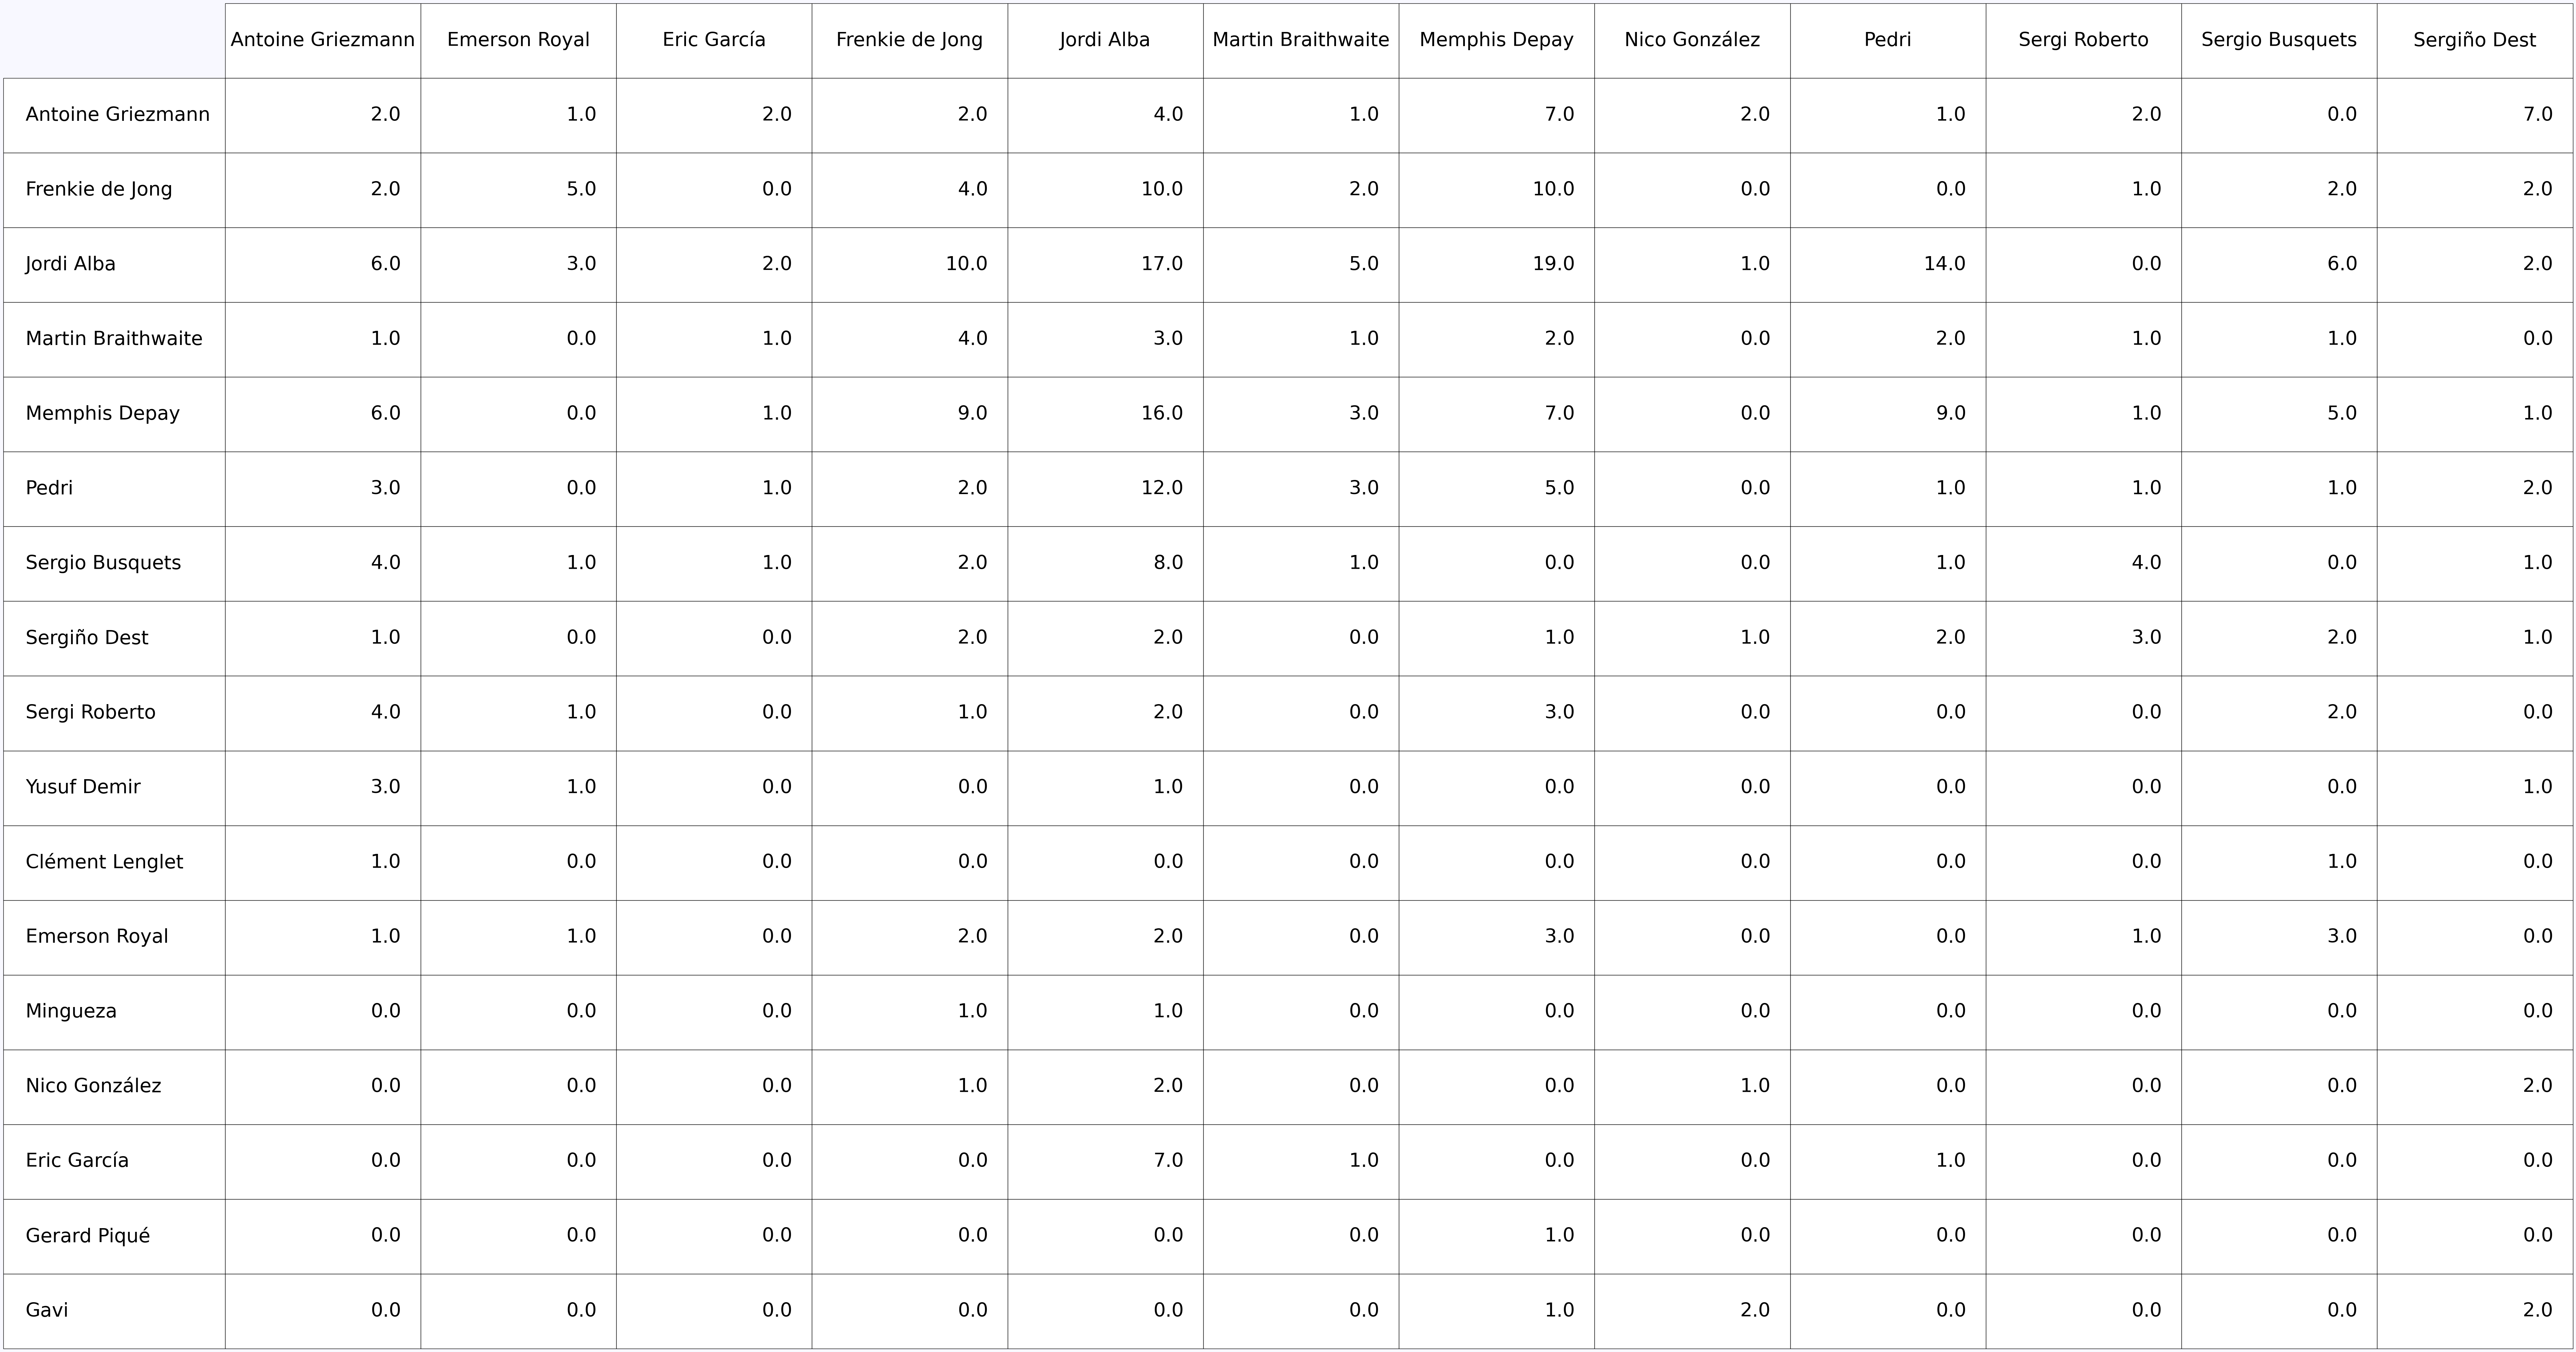 Antoine Griezmann Emerson Royal Eric García Frenkie de Jong Jordi Alba Martin Braithwaite Memphis Depay Nico González Pedri Sergi Roberto Sergio Busquets Sergiño Dest
Antoine Griezmann 2.0 1.0 2.0 2.0 4.0 1.0 7.0 2.0 1.0 2.0 0.0 7.0
Frenkie de Jong 2.0 5.0 0.0 4.0 10.0 2.0 10.0 0.0 0.0 1.0 2.0 2.0
Jordi Alba 6.0 3.0 2.0 10.0 17.0 5.0 19.0 1.0 14.0 0.0 6.0 2.0
Martin Braithwaite 1.0 0.0 1.0 4.0 3.0 1.0 2.0 0.0 2.0 1.0 1.0 0.0
Memphis Depay 6.0 0.0 1.0 9.0 16.0 3.0 7.0 0.0 9.0 1.0 5.0 1.0
Pedri 3.0 0.0 1.0 2.0 12.0 3.0 5.0 0.0 1.0 1.0 1.0 2.0
Sergio Busquets 4.0 1.0 1.0 2.0 8.0 1.0 0.0 0.0 1.0 4.0 0.0 1.0
Sergiño Dest 1.0 0.0 0.0 2.0 2.0 0.0 1.0 1.0 2.0 3.0 2.0 1.0
Sergi Roberto 4.0 1.0 0.0 1.0 2.0 0.0 3.0 0.0 0.0 0.0 2.0 0.0
Yusuf Demir 3.0 1.0 0.0 0.0 1.0 0.0 0.0 0.0 0.0 0.0 0.0 1.0
Clément Lenglet 1.0 0.0 0.0 0.0 0.0 0.0 0.0 0.0 0.0 0.0 1.0 0.0
Emerson Royal 1.0 1.0 0.0 2.0 2.0 0.0 3.0 0.0 0.0 1.0 3.0 0.0
Mingueza 0.0 0.0 0.0 1.0 1.0 0.0 0.0 0.0 0.0 0.0 0.0 0.0
Nico González 0.0 0.0 0.0 1.0 2.0 0.0 0.0 1.0 0.0 0.0 0.0 2.0
Eric García 0.0 0.0 0.0 0.0 7.0 1.0 0.0 0.0 1.0 0.0 0.0 0.0
Gerard Piqué 0.0 0.0 0.0 0.0 0.0 0.0 1.0 0.0 0.0 0.0 0.0 0.0
Gavi 0.0 0.0 0.0 0.0 0.0 0.0 1.0 2.0 0.0 0.0 0.0 2.0